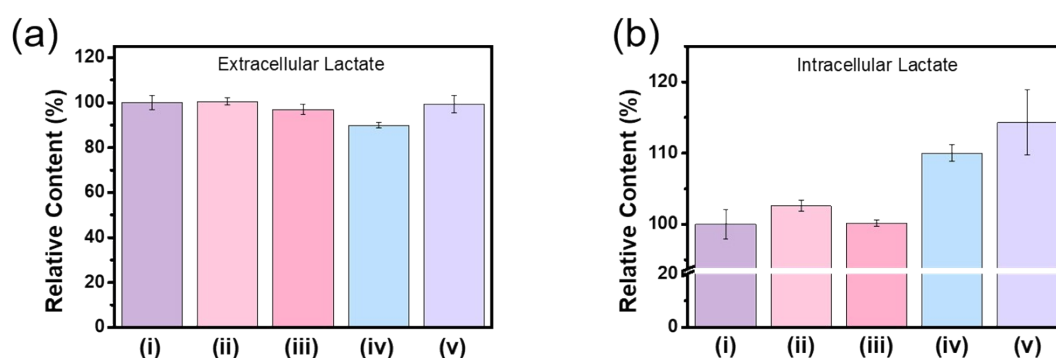 (a)
Extracellular Lactate
Relative Content (%)
120
100
80
60
40
20
0
(i) (ii) (iii) (iv) (v)
(b)
Intracellular Lactate
Relative Content (%)
120
110
100
20
0
(i) (ii) (iii) (iv) (v)